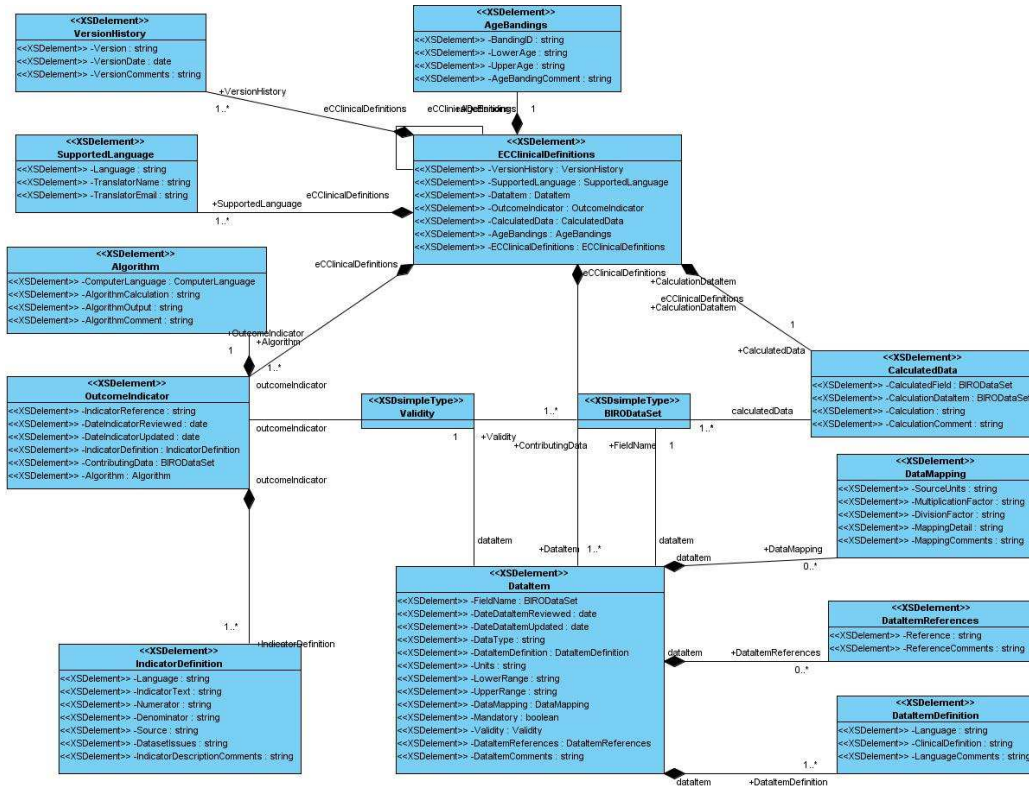 <<XSDelement>>
VersionHistory
<<XSDelement>> -Version : string
<<XSDelement>> -VersionDate : date
<<XSDelement>> -VersionComments : string
<<XSDelement>>
AgeBandings
<<XSDelement>> -BandingID : string
<<XSDelement>> -LowerAge : string
<<XSDelement>> -UpperAge : string
<<XSDelement>> -AgeBandingComment : string
+VersionHistory
1..*
eCClinicalDefinitions
1
<<XSDelement>>
SupportedLanguage
<<XSDelement>> -Language : string
<<XSDelement>> -TranslatorName : string
<<XSDelement>> -TranslatorEmail : string
<<XSDelement>>
ECClinicalDefinitions
<<XSDelement>> -VersionHistory : VersionHistory
<<XSDelement>> -SupportedLanguage : SupportedLanguage
<<XSDelement>> -DataItem : DataItem
<<XSDelement>> -OutcomeIndicator : OutcomeIndicator
<<XSDelement>> -CalculatedData : CalculatedData
<<XSDelement>> -AgeBandings : AgeBandings
<<XSDelement>> -ECClinicalDefinitions : ECClinicalDefinitions
eCClinicalDefinitions
+SupportedLanguage
1..*
<<XSDelement>>
Algorithm
<<XSDelement>> -ComputerLanguage : ComputerLanguage
<<XSDelement>> -AlgorithmCalculation : string
<<XSDelement>> -AlgorithmOutput : string
<<XSDelement>> -AlgorithmComment : string
eCClinicalDefinitions
eCClinicalDefinitions
+CalculationDataItem
eCClinicalDefinitions
+CalculationDataItem
1
+CalculatedData
+OutcomeIndicator
+Algorithm
1
1..*
<<XSDelement>>
OutcomeIndicator
<<XSDelement>> -IndicatorReference : string
<<XSDelement>> -DateIndicatorReviewed : date
<<XSDelement>> -DateIndicatorUpdated : date
<<XSDelement>> -IndicatorDefinition : IndicatorDefinition
<<XSDelement>> -ContributingData : BIRODataSet
<<XSDelement>> -Algorithm : Algorithm
outcomeIndicator
outcomeIndicator
outcomeIndicator
<<XSDsimpleType>>
Validity
1
+Validity
1..*
+ContributingData
<<XSDsimpleType>>
BIRODataSet
+FieldName
1
calculatedData
1..*
<<XSDelement>>
CalculatedData
<<XSDelement>> -CalculatedField : BIRODataSet
<<XSDelement>> -CalculationDataItem : BIRODataSet
<<XSDelement>> -Calculation : string
<<XSDelement>> -CalculationComment : string
<<XSDelement>>
DataMapping
<<XSDelement>> -SourceUnits : string
<<XSDelement>> -MultiplicationFactor : string
<<XSDelement>> -DivisionFactor : string
<<XSDelement>> -MappingDetail : string
<<XSDelement>> -MappingComments : string
dataItem
+DataItem
1..*
dataItem
dataItem
+DataMapping
0..*
<<XSDelement>>
DataItem
<<XSDelement>> -FieldName : BIRODataSet
<<XSDelement>> -DateDataItemReviewed : date
<<XSDelement>> -DateDataItemUpdated : date
<<XSDelement>> -DataType : string
<<XSDelement>> -DataItemDefinition : DataItemDefinition
<<XSDelement>> -Units : string
<<XSDelement>> -LowerRange : string
<<XSDelement>> -UpperRange : string
<<XSDelement>> -DataMapping : DataMapping
<<XSDelement>> -Mandatory : boolean
<<XSDelement>> -Validity : Validity
<<XSDelement>> -DataItemReferences : DataItemReferences
<<XSDelement>> -DataItemComments : string
<<XSDelement>>
DataItemReferences
<<XSDelement>> -Reference : string
<<XSDelement>> -ReferenceComments : string
dataItem
+DataItemReferences
0..*
1..*
+IndicatorDefinition
<<XSDelement>>
IndicatorDefinition
<<XSDelement>> -Language : string
<<XSDelement>> -IndicatorText : string
<<XSDelement>> -Numerator : string
<<XSDelement>> -Denominator : string
<<XSDelement>> -Source : string
<<XSDelement>> -DatasetIssues : string
<<XSDelement>> -IndicatorDescriptionComments : string
<<XSDelement>>
DataItemDefinition
<<XSDelement>> -Language : string
<<XSDelement>> -ClinicalDefinition : string
<<XSDelement>> -LanguageComments : string
dataItem
+DataItemDefinition
1..*